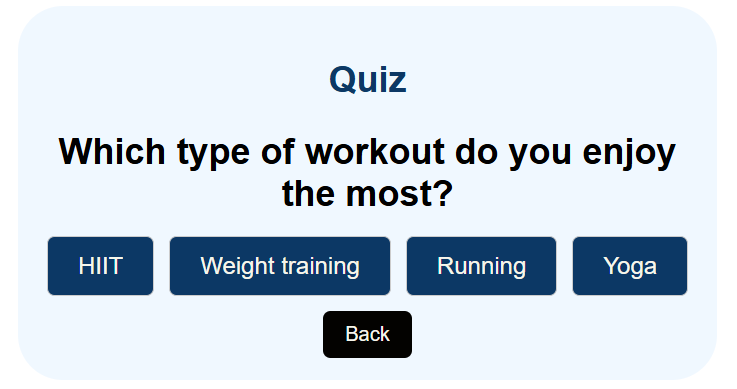 Quiz
Which type of workout do you enjoy
the most?
HIIT
Weight training
Running
Yoga
Back